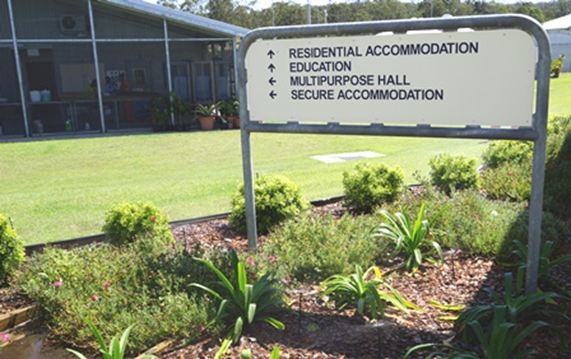 ↑ RESIDENTIAL ACCOMMODATION
↑ EDUCATION
← MULTIPURPOSE HALL
← SECURE ACCOMMODATION